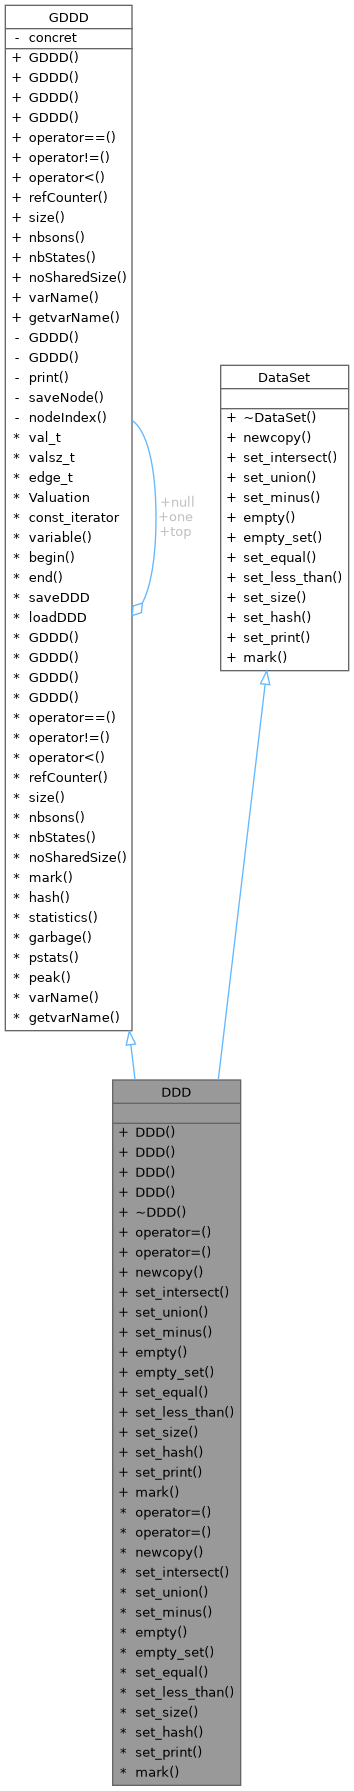 GDDD
- concret
+ GDDD()
+ GDDD()
+ GDDD()
+ GDDD()
+ operator==()
+ operator!=()
+ operator<()
+ refCounter()
+ size()
+ nbsons()
+ nbStates()
+ noSharedSize()
+ varName()
+ getvarName()
- GDDD()
- GDDD()
- print()
- saveNode()
- nodeIndex()
* val_t
* valsz_t
* edge_t
* Valuation
* const_iterator
* variable()
* begin()
* end()
* saveDDD
* loadDDD
* GDDD()
* GDDD()
* GDDD()
* GDDD()
* operator==()
* operator!=()
* operator<()
* refCounter()
* size()
* nbsons()
* nbStates()
* noSharedSize()
* mark()
* hash()
* statistics()
* garbage()
* pstats()
* peak()
* varName()
* getvarName()
+null
+one
+top
DataSet
+ ~DataSet()
+ newcopy()
+ set_intersect()
+ set_union()
+ set_minus()
+ empty()
+ empty_set()
+ set_equal()
+ set_less_than()
+ set_size()
+ set_hash()
+ set_print()
+ mark()
DDD
+ DDD()
+ DDD()
+ DDD()
+ DDD()
+ ~DDD()
+ operator=()
+ operator=()
+ newcopy()
+ set_intersect()
+ set_union()
+ set_minus()
+ empty()
+ empty_set()
+ set_equal()
+ set_less_than()
+ set_size()
+ set_hash()
+ set_print()
+ mark()
* operator=()
* operator=()
* newcopy()
* set_intersect()
* set_union()
* set_minus()
* empty()
* empty_set()
* set_equal()
* set_less_than()
* set_size()
* set_hash()
* set_print()
* mark()